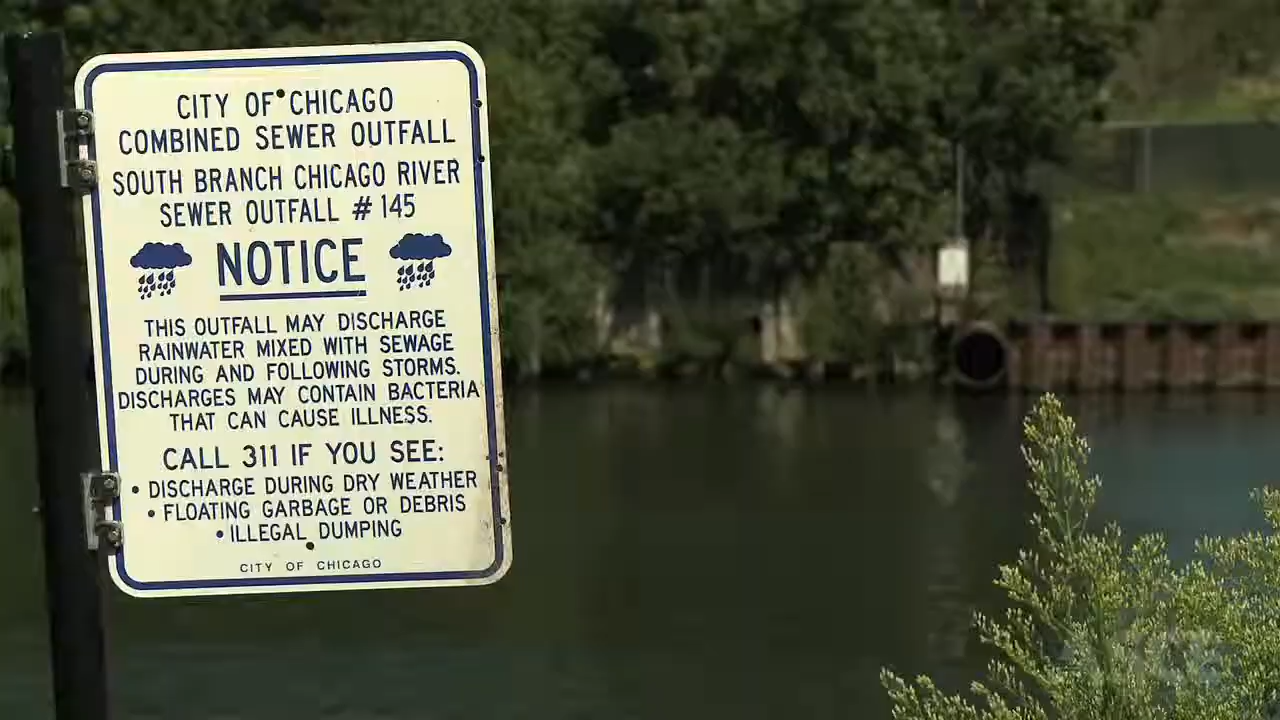 CITY OF CHICAGO
COMBINED SEWER OUTFALL
SOUTH BRANCH CHICAGO RIVER
SEWER OUTFALL # 145
NOTICE
THIS OUTFALL MAY DISCHARGE
RAINWATER MIXED WITH SEWAGE
DURING AND FOLLOWING STORMS.
DISCHARGES MAY CONTAIN BACTERIA
THAT CAN CAUSE ILLNESS.
CALL 311 IF YOU SEE:
• DISCHARGE DURING DRY WEATHER
• FLOATING GARBAGE OR DEBRIS
• ILLEGAL DUMPING
CITY OF CHICAGO